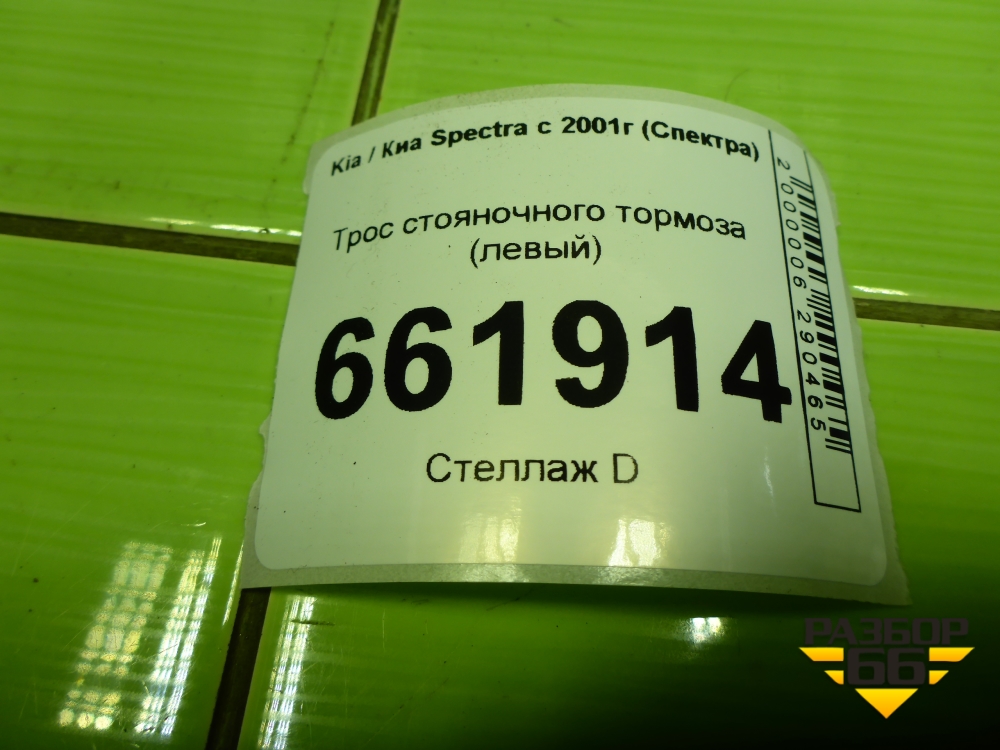 Kia / Киа Spectra с 2001г (Спектра)
Трос стояночного тормоза
(левый)
661914
Стеллаж D
2000006290465
РАЗБОР
66